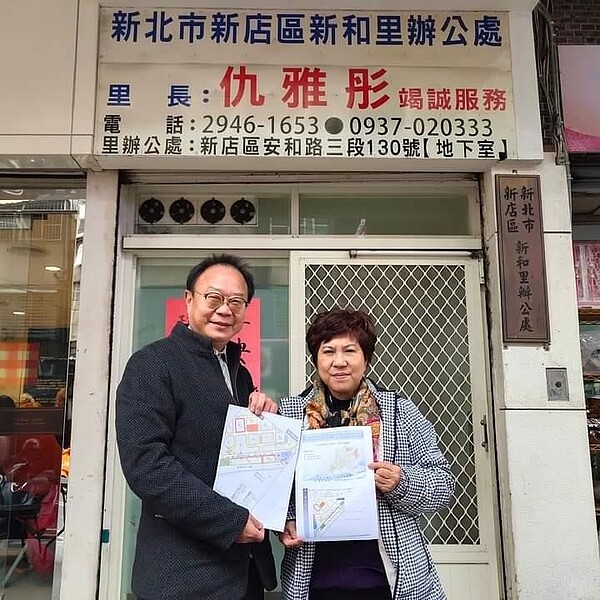 新北市新店區新和里辦公處
里長：仇雅彤竭誠服務
電話：2946-1653●0937-020333
里辦公處：新店區安和路三段130號【地下室】
新北市
新店區
新和里辦公處